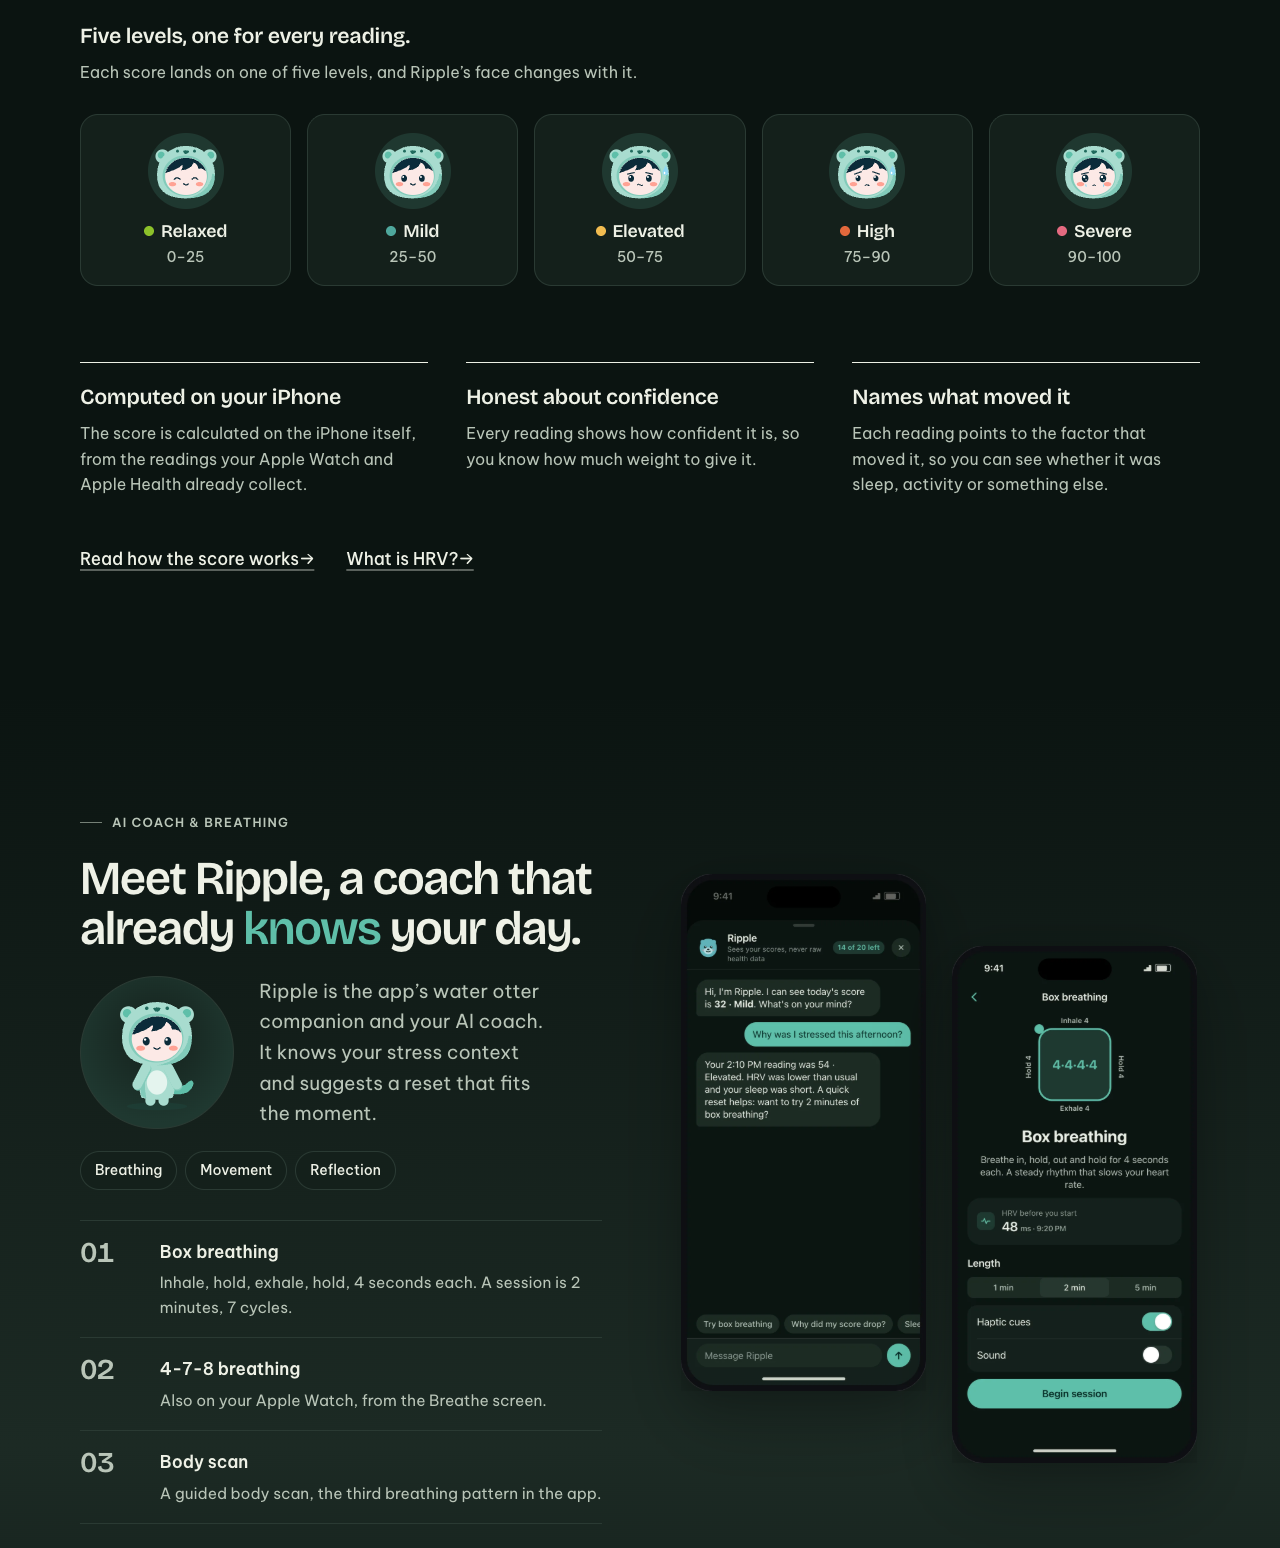 Five levels, one for every reading.
Each score lands on one of five levels, and Ripple’s face changes with it.
Relaxed
0–25
Mild
25–50
Elevated
50–75
High
75–90
Severe
90–100
Computed on your iPhone
The score is calculated on the iPhone itself,
from the readings your Apple Watch and
Apple Health already collect.
Honest about confidence
Every reading shows how confident it is, so
you know how much weight to give it.
Names what moved it
Each reading points to the factor that
moved it, so you can see whether it was
sleep, activity or something else.
Read how the score works→
What is HRV?→
AI COACH & BREATHING
Meet Ripple, a coach that
already knows your day.
Ripple is the app’s water otter
companion and your AI coach.
It knows your stress context
and suggests a reset that fits
the moment.
Breathing
Movement
Reflection
01
Box breathing
Inhale, hold, exhale, hold, 4 seconds each. A session is 2
minutes, 7 cycles.
02
4-7-8 breathing
Also on your Apple Watch, from the Breathe screen.
03
Body scan
A guided body scan, the third breathing pattern in the app.
9:41
Ripple
Sees your scores, never raw
health data
14 of 20 left
Hi, I'm Ripple. I can see today's score
is 32 · Mild. What's on your mind?
Why was I stressed this afternoon?
Your 2:10 PM reading was 54 ·
Elevated. HRV was lower than usual
and your sleep was short. A quick
reset helps: want to try 2 minutes of
box breathing?
Try box breathing
Why did my score drop?
Slee
Message Ripple
9:41
Box breathing
Inhale 4
Hold 4
4·4·4·4
Hold 4
Exhale 4
Box breathing
Breathe in, hold, out and hold for 4 seconds
each. A steady rhythm that slows your heart
rate.
HRV before you start
48 ms · 9:20 PM
Length
1 min
2 min
5 min
Haptic cues
Sound
Begin session